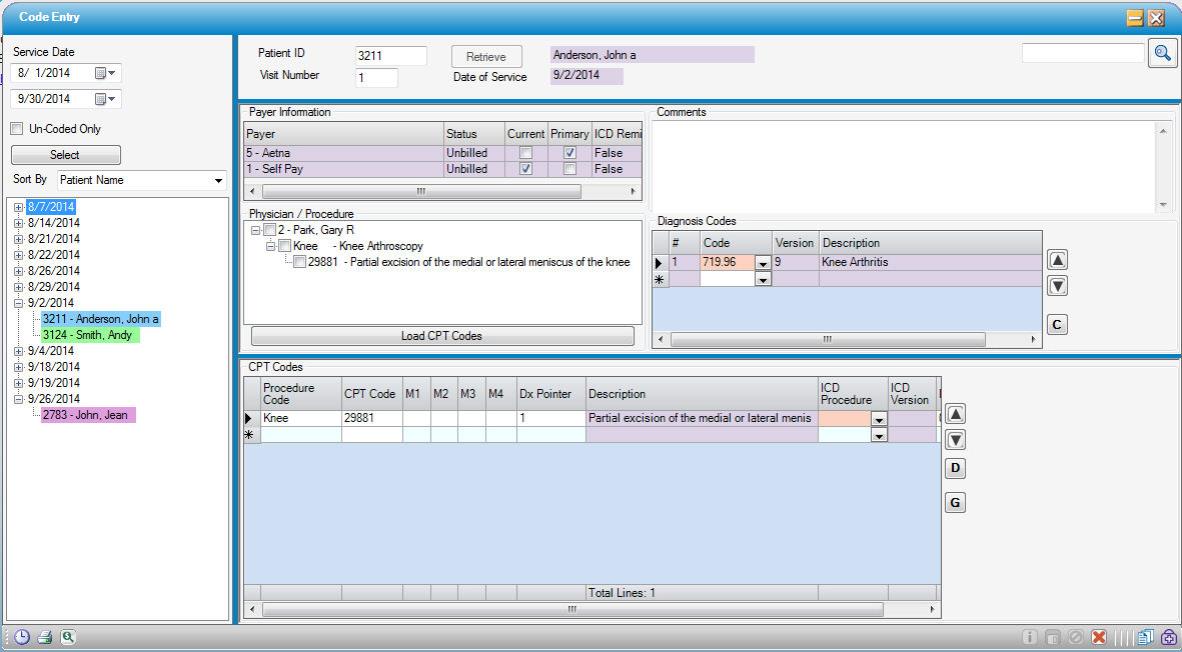 Code Entry
Service Date
8/ 1/2014
9/30/2014
Un-Coded Only
Select
Sort By Patient Name
8/7/2014
8/14/2014
8/21/2014
8/22/2014
8/26/2014
8/29/2014
9/2/2014
3211 - Anderson, John a
3124 - Smith, Andy
9/4/2014
9/18/2014
9/19/2014
9/26/2014
2783 - John, Jean
Patient ID 3211 Retrieve Anderson, John a
Visit Number 1 Date of Service 9/2/2014
Payer Information
Payer Status Current Primary ICD Remi
5 - Aetna Unbilled False
1 - Self Pay Unbilled False
Comments
Physician / Procedure
2 - Park, Gary R
Knee - Knee Arthroscopy
29881 - Partial excision of the medial or lateral meniscus of the knee
Load CPT Codes
Diagnosis Codes
# Code Version Description
1 719.96 9 Knee Arthritis
C
CPT Codes
Procedure Code CPT Code M1 M2 M3 M4 Dx Pointer Description ICD Procedure ICD Version
Knee 29881 1 Partial excision of the medial or lateral menis
D
G
Total Lines: 1